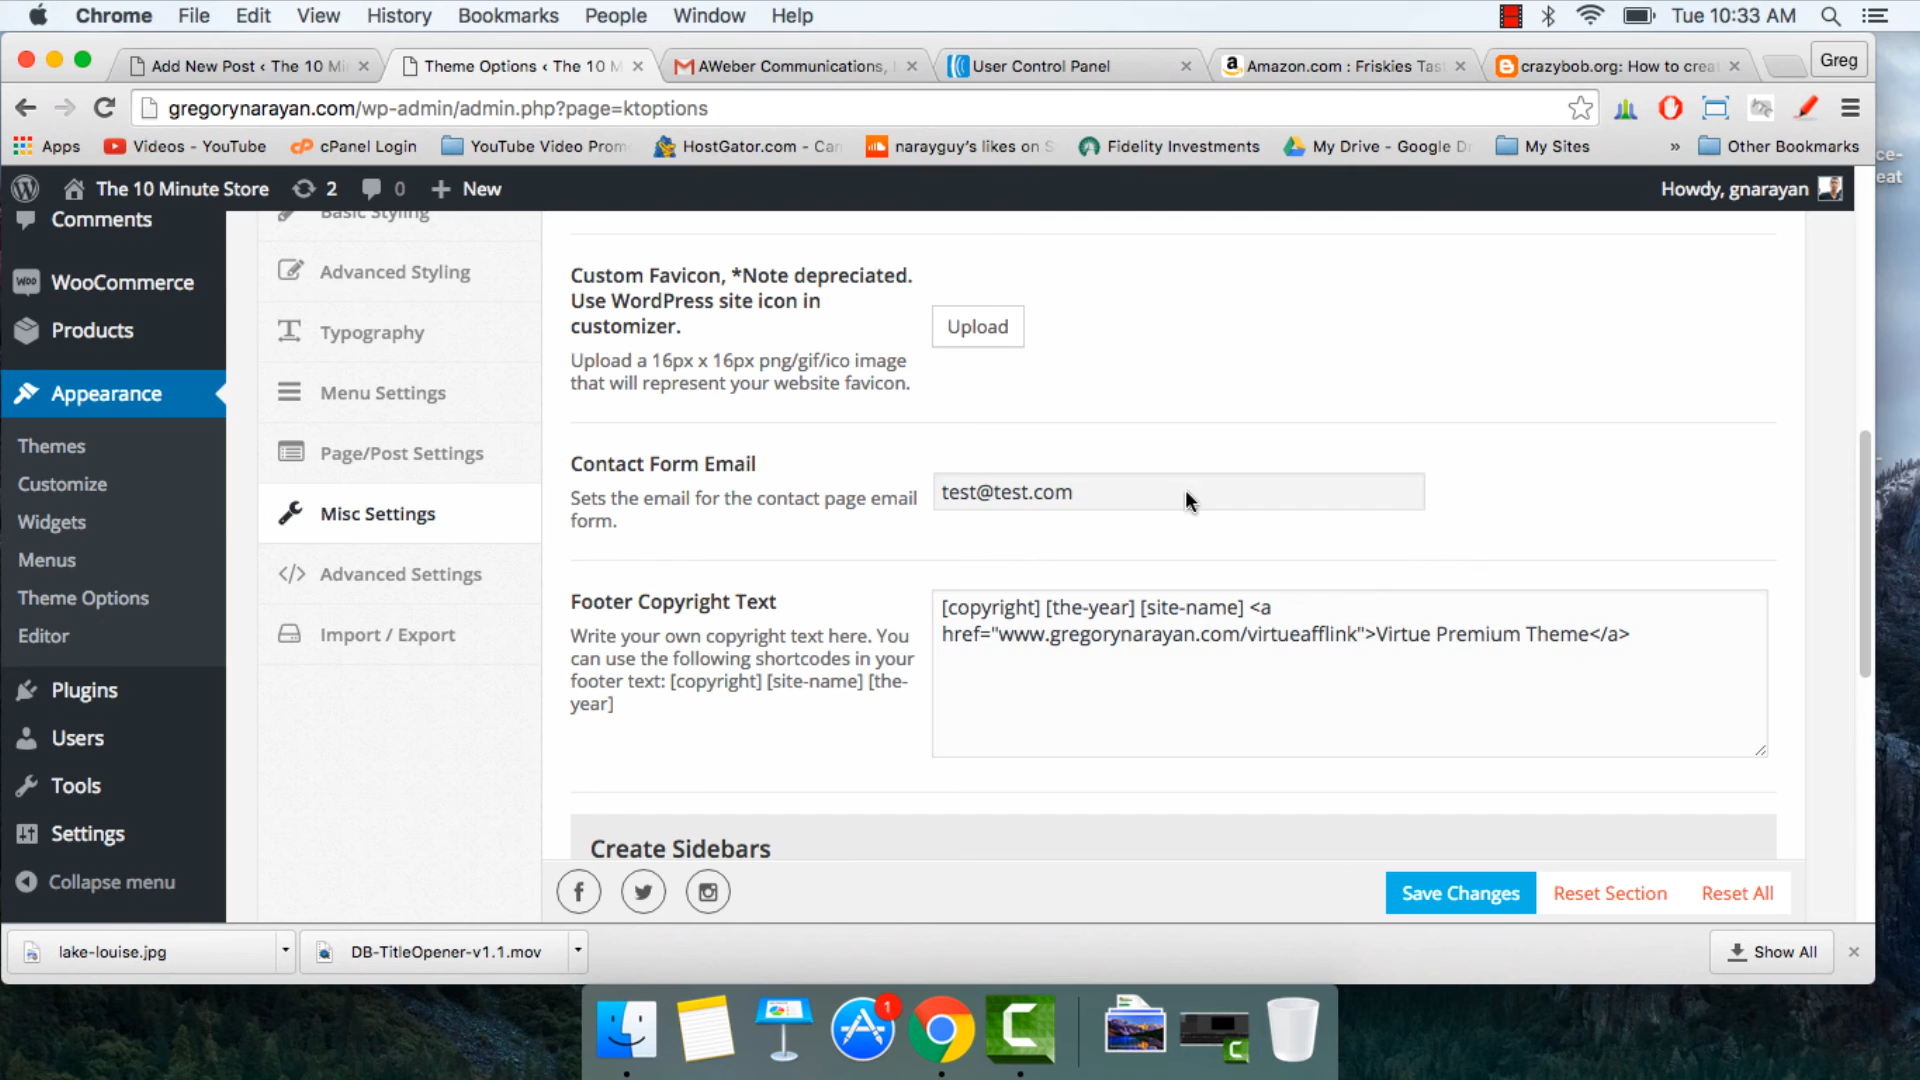 Chrome File Edit View History Bookmarks People Window Help Tue 10:33 AM
Add New Post ‹ The 10 Mi
Theme Options ‹ The 10 M
AWeber Communications,
User Control Panel
Amazon.com : Friskies Tast
crazybob.org: How to creat
Greg
gregorynarayan.com/wp-admin/admin.php?page=ktoptions
Apps Videos - YouTube cPanel Login YouTube Video Prom HostGator.com - Can narayguy's likes on S Fidelity Investments My Drive - Google D My Sites » Other Bookmarks
The 10 Minute Store 2 0 New Howdy, gnarayan
Comments
WooCommerce
Products
Appearance
Themes
Customize
Widgets
Menus
Theme Options
Editor
Plugins
Users
Tools
Settings
Collapse menu
Basic Styling
Advanced Styling
Typography
Menu Settings
Page/Post Settings
Misc Settings
Advanced Settings
Import / Export
Custom Favicon, *Note depreciated.
Use WordPress site icon in
customizer.
Upload a 16px x 16px png/gif/ico image
that will represent your website favicon.
Upload
Contact Form Email
Sets the email for the contact page email
form.
test@test.com
Footer Copyright Text
Write your own copyright text here. You
can use the following shortcodes in your
footer text: [copyright] [site-name] [the-
year]
[copyright] [the-year] [site-name] <a
href="www.gregorynarayan.com/virtueafflink">Virtue Premium Theme</a>
Create Sidebars
Save Changes Reset Section Reset All
lake-louise.jpg
DB-TitleOpener-v1.1.mov
Show All
ce-
eat
1